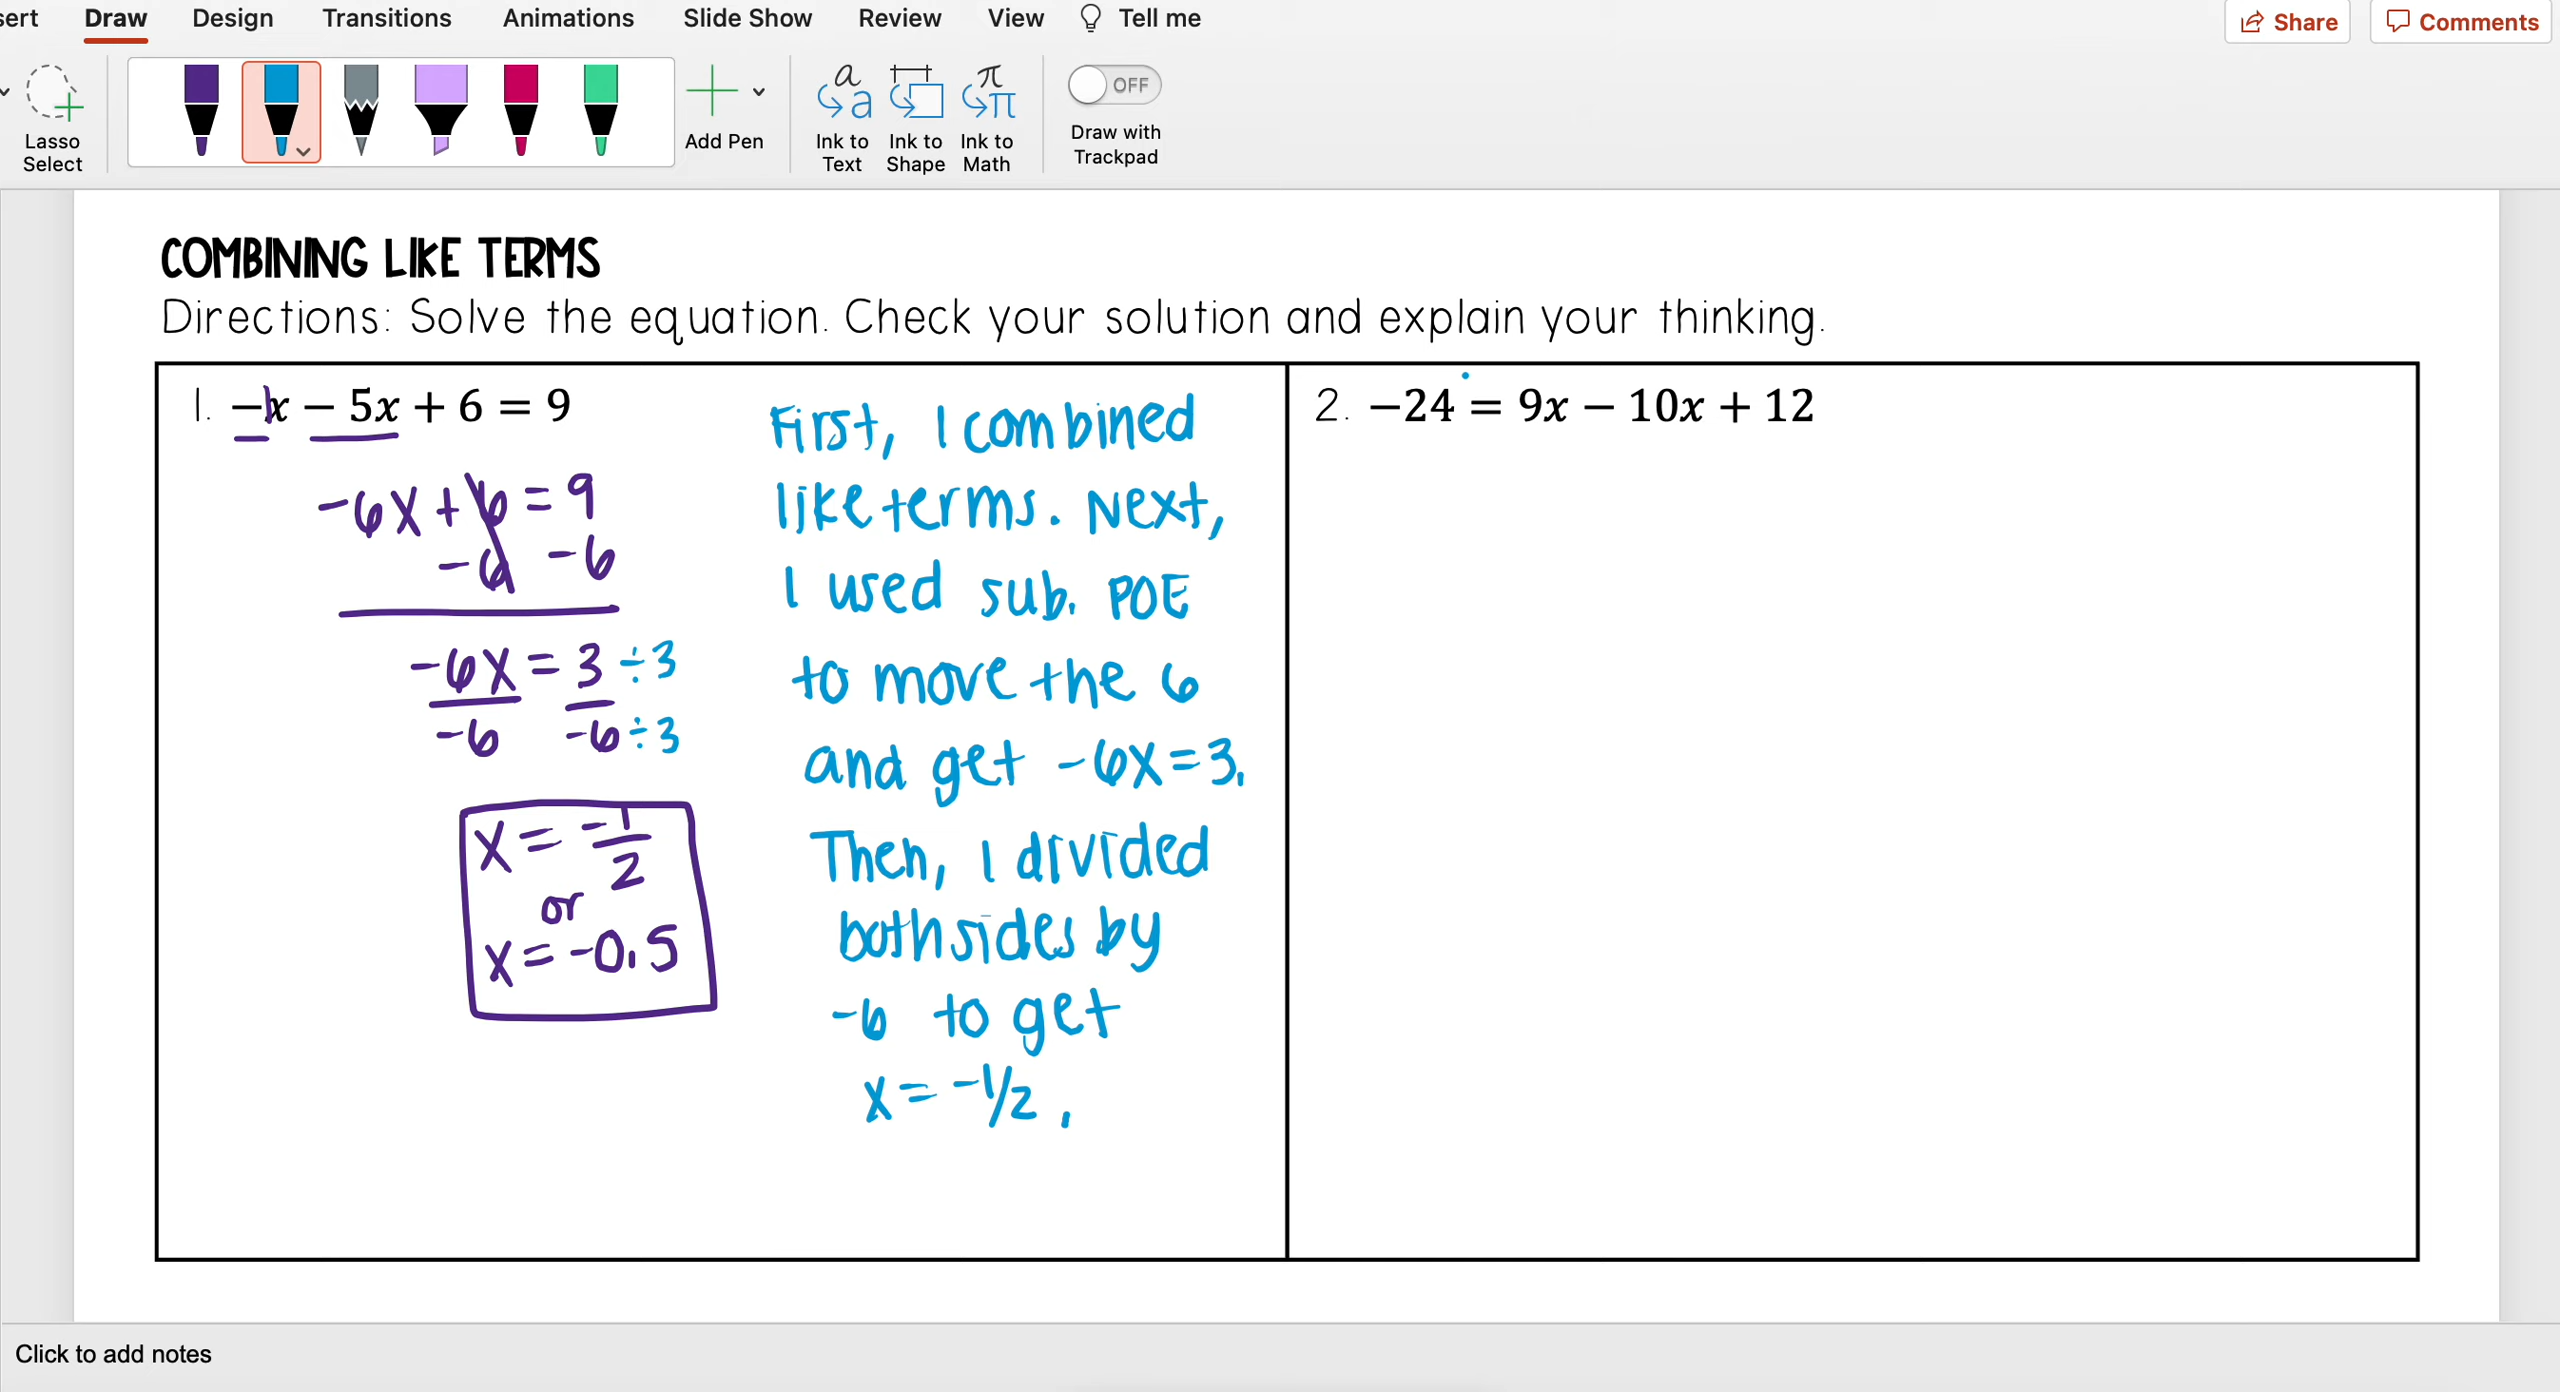 sert Draw Design Transitions Animations Slide Show Review View Tell me Share Comments
Lasso Select
Add Pen
Ink to Text
Ink to Shape
Ink to Math
OFF
Draw with Trackpad
COMBINING LIKE TERMS
Directions: Solve the equation. Check your solution and explain your thinking.
1. −1x − 5x + 6 = 9
-6x + 6 = 9
-6 -6
-6x = 3 ÷3
-6 -6 ÷3
x = -1/2
or
x = -0.5
First, I combined
like terms. Next,
I used sub. POE
to move the 6
and get -6x = 3.
Then, I divided
both sides by
-6 to get
x = -1/2.
2. −24 = 9x − 10x + 12
Click to add notes